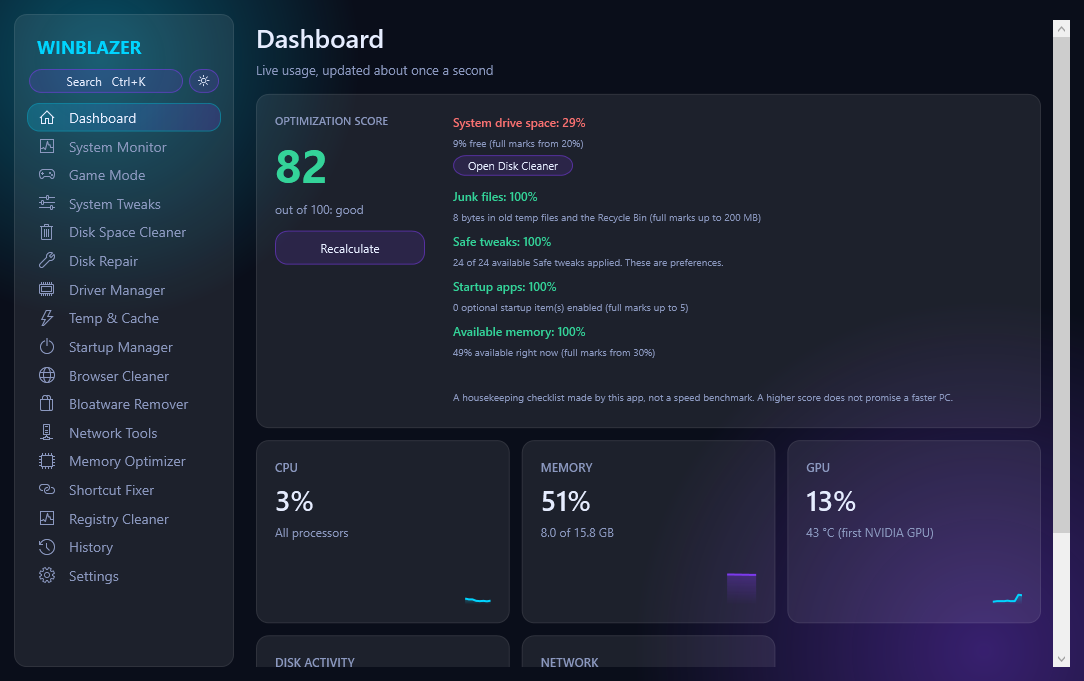 WINBLAZER
Search Ctrl+K
Dashboard
System Monitor
Game Mode
System Tweaks
Disk Space Cleaner
Disk Repair
Driver Manager
Temp & Cache
Startup Manager
Browser Cleaner
Bloatware Remover
Network Tools
Memory Optimizer
Shortcut Fixer
Registry Cleaner
History
Settings
Dashboard
Live usage, updated about once a second
OPTIMIZATION SCORE
82
out of 100: good
Recalculate
System drive space: 29%
9% free (full marks from 20%)
Open Disk Cleaner
Junk files: 100%
8 bytes in old temp files and the Recycle Bin (full marks up to 200 MB)
Safe tweaks: 100%
24 of 24 available Safe tweaks applied. These are preferences.
Startup apps: 100%
0 optional startup item(s) enabled (full marks up to 5)
Available memory: 100%
49% available right now (full marks from 30%)
A housekeeping checklist made by this app, not a speed benchmark. A higher score does not promise a faster PC.
CPU
3%
All processors
MEMORY
51%
8.0 of 15.8 GB
GPU
13%
43 °C (first NVIDIA GPU)
DISK ACTIVITY
NETWORK